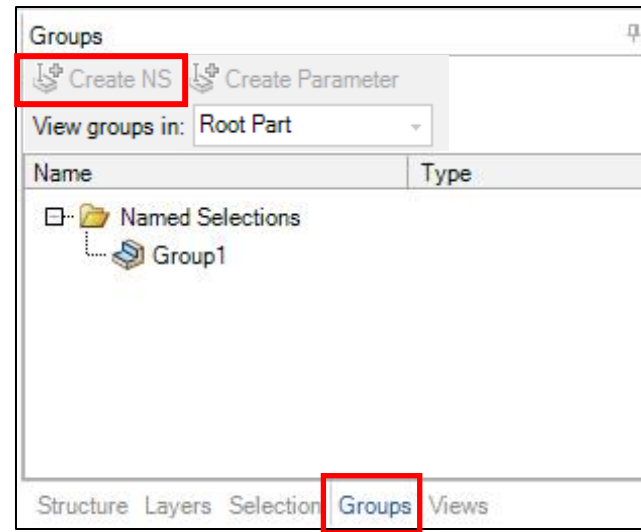 Groups
Create NS Create Parameter
View groups in: Root Part
Name Type
Named Selections
Group1
Structure Layers Selection Groups Views